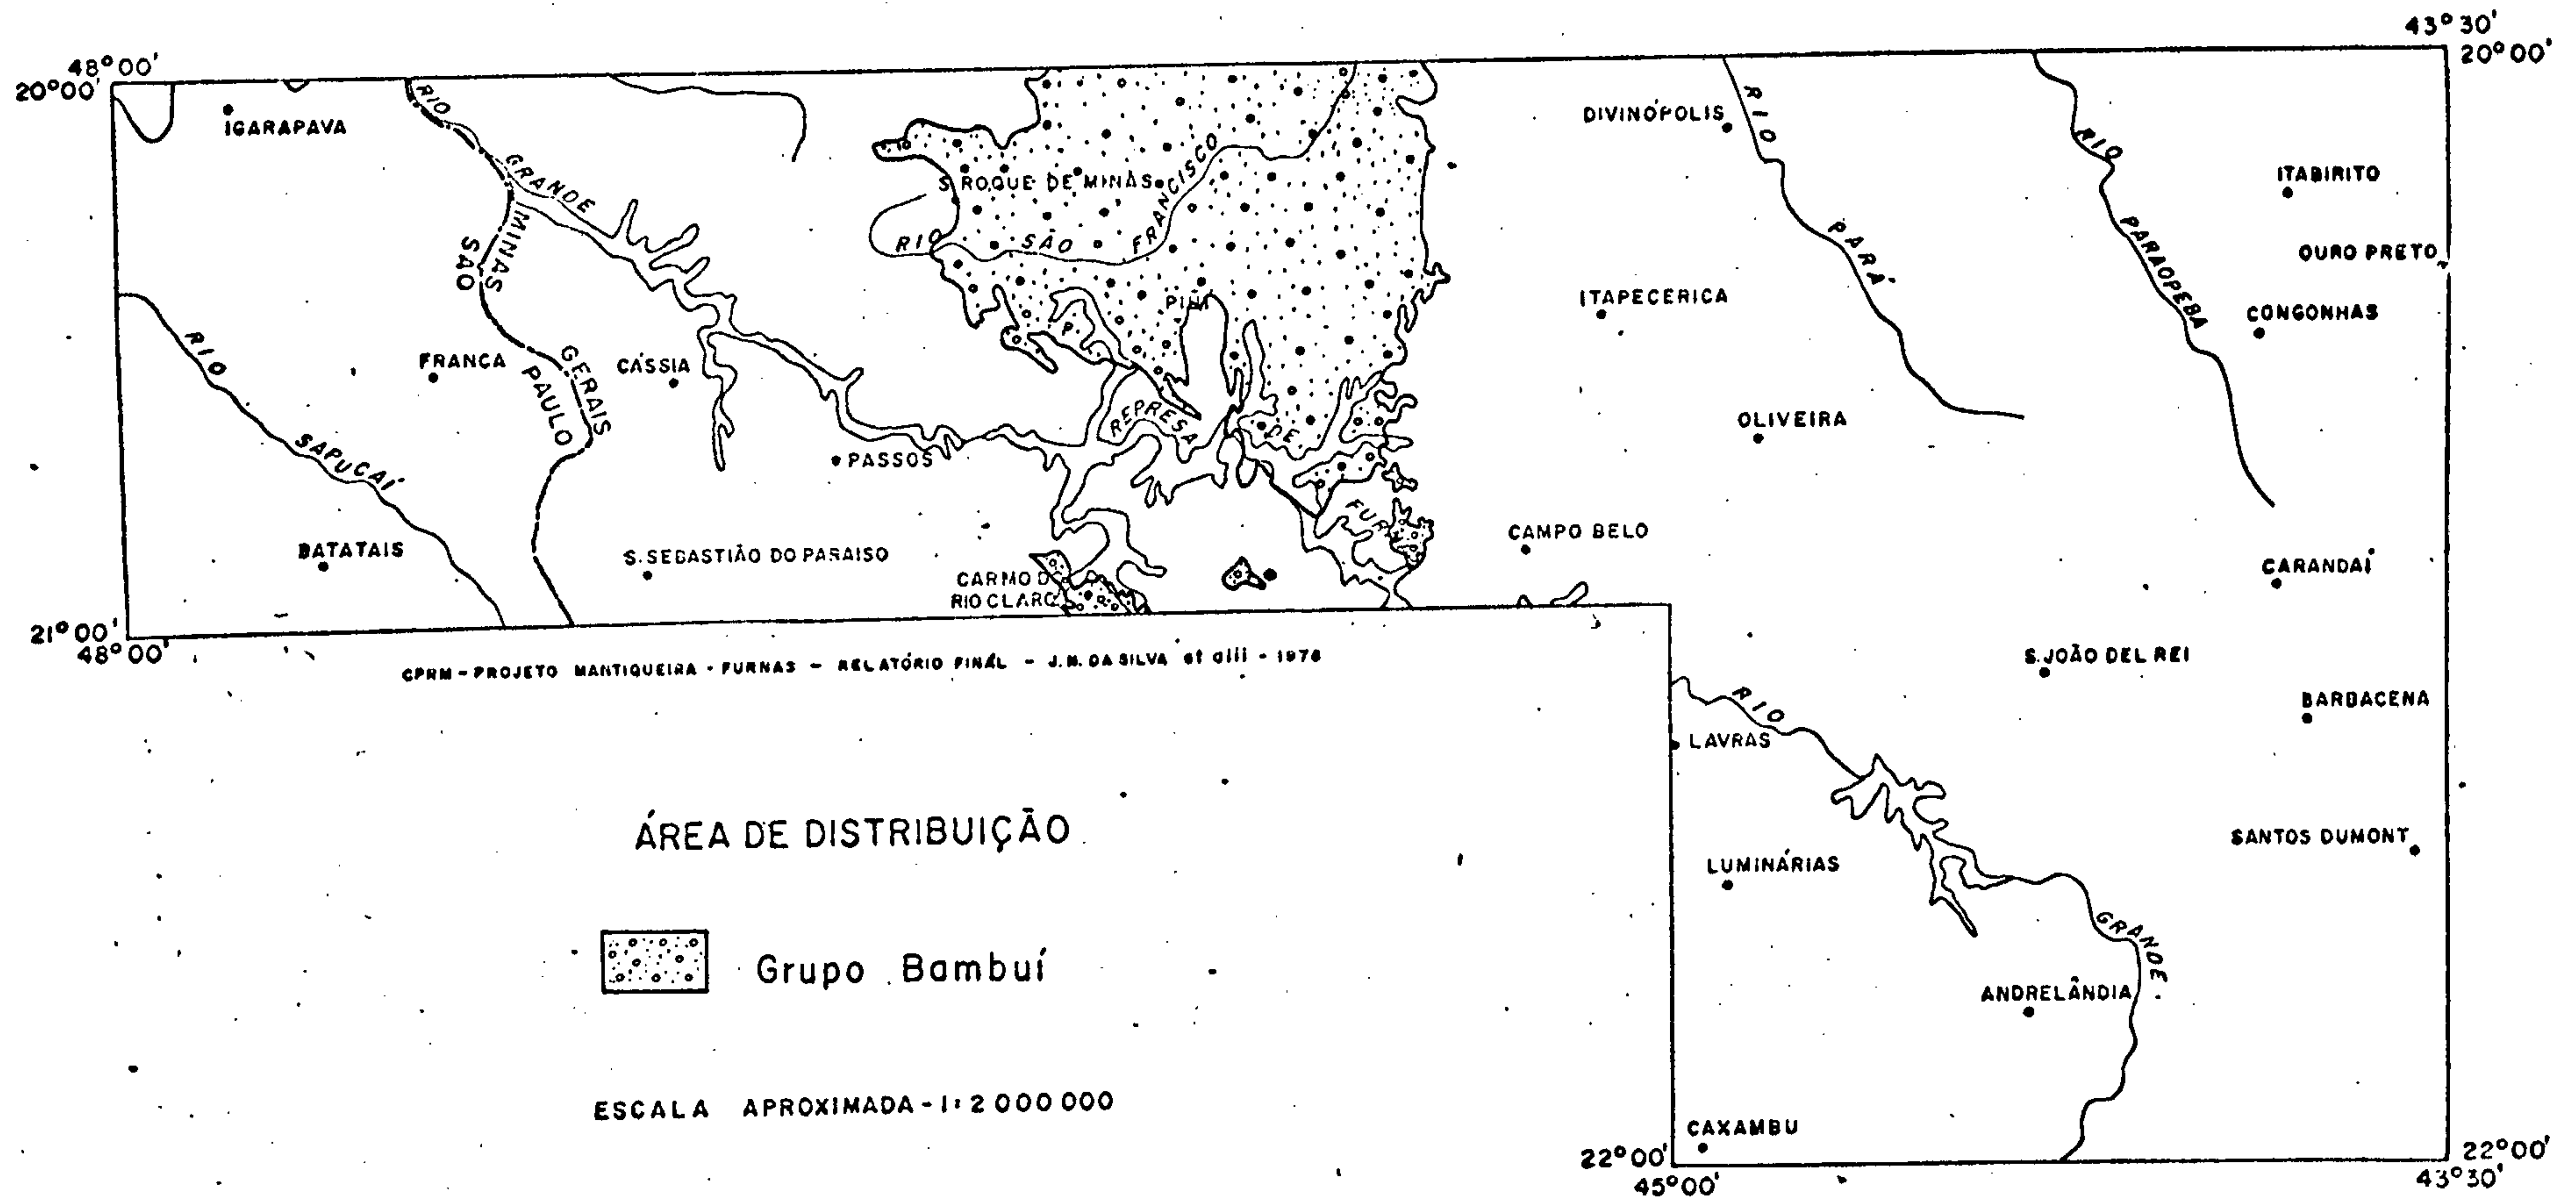 43°30'
48°00'
20°00'
20°00'
IGARAPAVA
RIO GRANDE
DIVINÓPOLIS
RIO PARÁ
RIO PARAOPEBA
ITABIRITO
S. ROQUE DE MINAS
RIO SÃO FRANCISCO
OURO PRETO
MINAS GERAIS
SÃO PAULO
ITAPECERICA
CONGONHAS
RIO SAPUCAÍ
FRANCA
CÁSSIA
P.
OLIVEIRA
REPRESA DE FUR
PASSOS
CAMPO BELO
BATATAIS
S. SEBASTIÃO DO PARAISO
CARANDAÍ
CARMO DO
RIO CLARO
21°00'
48°00'
CPRM - PROJETO MANTIQUEIRA - FURNAS - RELATÓRIO FINAL - J.N. DA SILVA et alii - 1978
S. JOÃO DEL REI
RIO GRANDE
BARBACENA
LAVRAS
ÁREA DE DISTRIBUIÇÃO
SANTOS DUMONT
LUMINÁRIAS
Grupo Bambuí
ANDRELÂNDIA
ESCALA APROXIMADA - 1:2 000 000
CAXAMBU
22°00'
45°00'
22°00'
43°30'